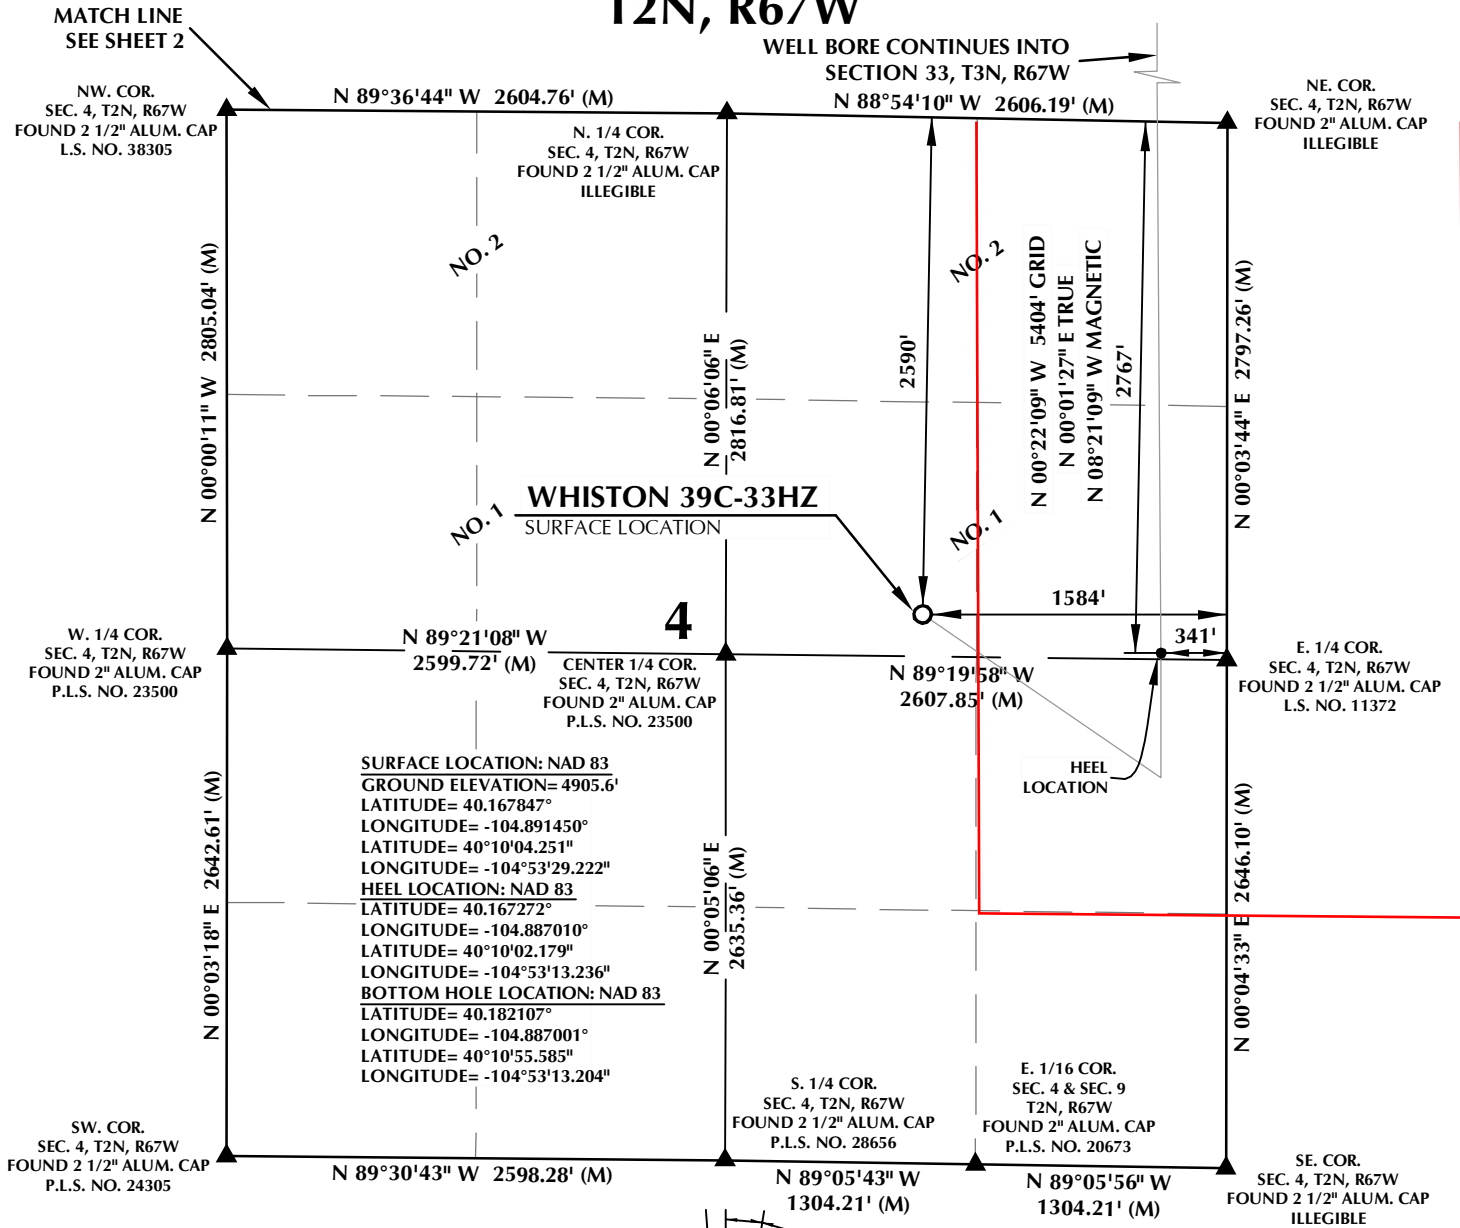 T2N, R67W
MATCH LINE
SEE SHEET 2
WELL BORE CONTINUES INTO
SECTION 33, T3N, R67W
NW. COR.
SEC. 4, T2N, R67W
FOUND 2 1/2" ALUM. CAP
L.S. NO. 38305
N 89°36'44" W 2604.76' (M)
N. 1/4 COR.
SEC. 4, T2N, R67W
FOUND 2 1/2" ALUM. CAP
ILLEGIBLE
N 88°54'10" W 2606.19' (M)
NE. COR.
SEC. 4, T2N, R67W
FOUND 2" ALUM. CAP
ILLEGIBLE
N 00°00'11" W 2805.04' (M)
NO. 2
N 00°06'06" E
2816.81' (M)
2590'
NO. 2
N 00°22'09" W 5404' GRID
N 00°01'27" E TRUE
N 08°21'09" W MAGNETIC
2767'
N 00°03'44" E 2797.26' (M)
NO. 1
WHISTON 39C-33HZ
SURFACE LOCATION
NO. 1
1584'
341'
4
W. 1/4 COR.
SEC. 4, T2N, R67W
FOUND 2" ALUM. CAP
P.L.S. NO. 23500
N 89°21'08" W
2599.72' (M)
CENTER 1/4 COR.
SEC. 4, T2N, R67W
FOUND 2" ALUM. CAP
P.L.S. NO. 23500
N 89°19'58" W
2607.85' (M)
E. 1/4 COR.
SEC. 4, T2N, R67W
FOUND 2 1/2" ALUM. CAP
L.S. NO. 11372
HEEL
LOCATION
SURFACE LOCATION: NAD 83
GROUND ELEVATION= 4905.6'
LATITUDE= 40.167847°
LONGITUDE= -104.891450°
LATITUDE= 40°10'04.251"
LONGITUDE= -104°53'29.222"
HEEL LOCATION: NAD 83
LATITUDE= 40.167272°
LONGITUDE= -104.887010°
LATITUDE= 40°10'02.179"
LONGITUDE= -104°53'13.236"
BOTTOM HOLE LOCATION: NAD 83
LATITUDE= 40.182107°
LONGITUDE= -104.887001°
LATITUDE= 40°10'55.585"
LONGITUDE= -104°53'13.204"
N 00°03'18" E 2642.61' (M)
N 00°05'06" E
2635.36' (M)
N 00°04'33" E 2646.10' (M)
SW. COR.
SEC. 4, T2N, R67W
FOUND 2 1/2" ALUM. CAP
P.L.S. NO. 24305
N 89°30'43" W 2598.28' (M)
S. 1/4 COR.
SEC. 4, T2N, R67W
FOUND 2 1/2" ALUM. CAP
P.L.S. NO. 28656
N 89°05'43" W
1304.21' (M)
E. 1/16 COR.
SEC. 4 & SEC. 9
T2N, R67W
FOUND 2" ALUM. CAP
P.L.S. NO. 20673
N 89°05'56" W
1304.21' (M)
SE. COR.
SEC. 4, T2N, R67W
FOUND 2 1/2" ALUM. CAP
ILLEGIBLE